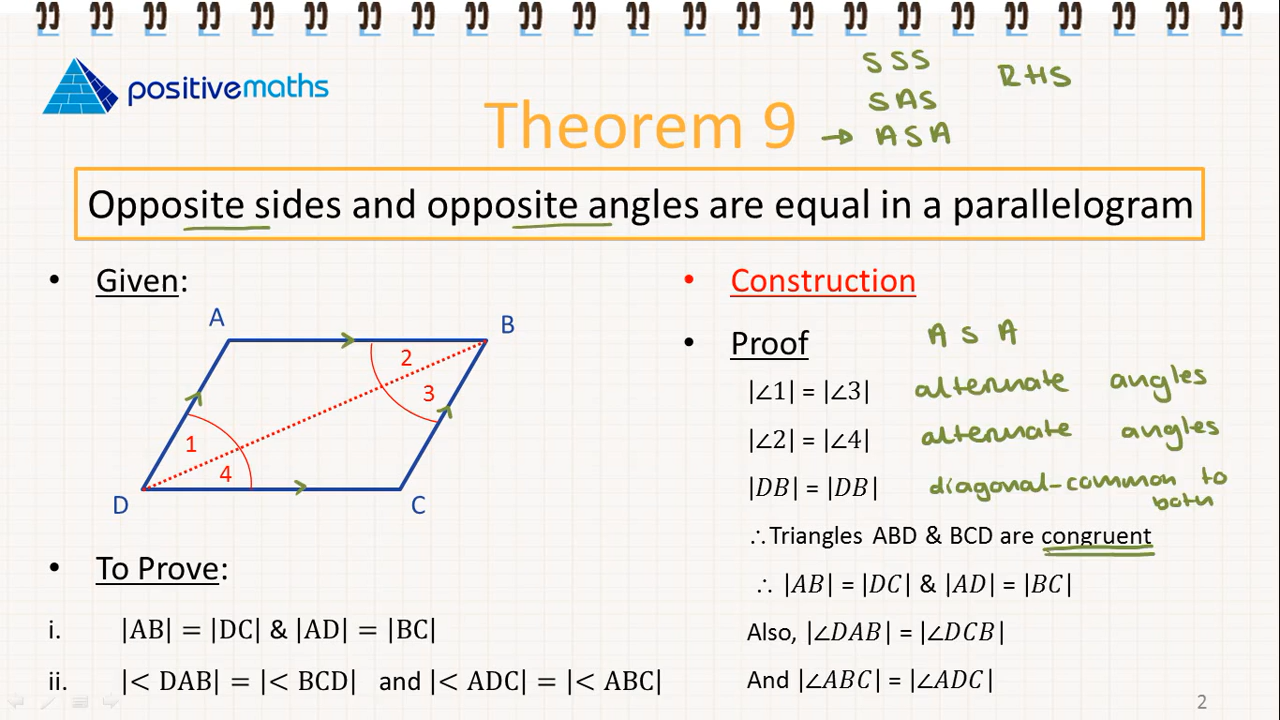 positivemaths
SSS
SAS
→ ASA
RHS
Theorem 9
Opposite sides and opposite angles are equal in a parallelogram
• Given:
A
B
2
3
1
4
D
C
• To Prove:
i. |AB| = |DC| & |AD| = |BC|
ii. |< DAB| = |< BCD| and |< ADC| = |< ABC|
• Construction
• Proof
A S A
|∠1| = |∠3| alternate angles
|∠2| = |∠4| alternate angles
|DB| = |DB| diagonal-common to
both
∴Triangles ABD & BCD are congruent
∴ |AB| = |DC| & |AD| = |BC|
Also, |∠DAB| = |∠DCB|
And |∠ABC| = |∠ADC|
2